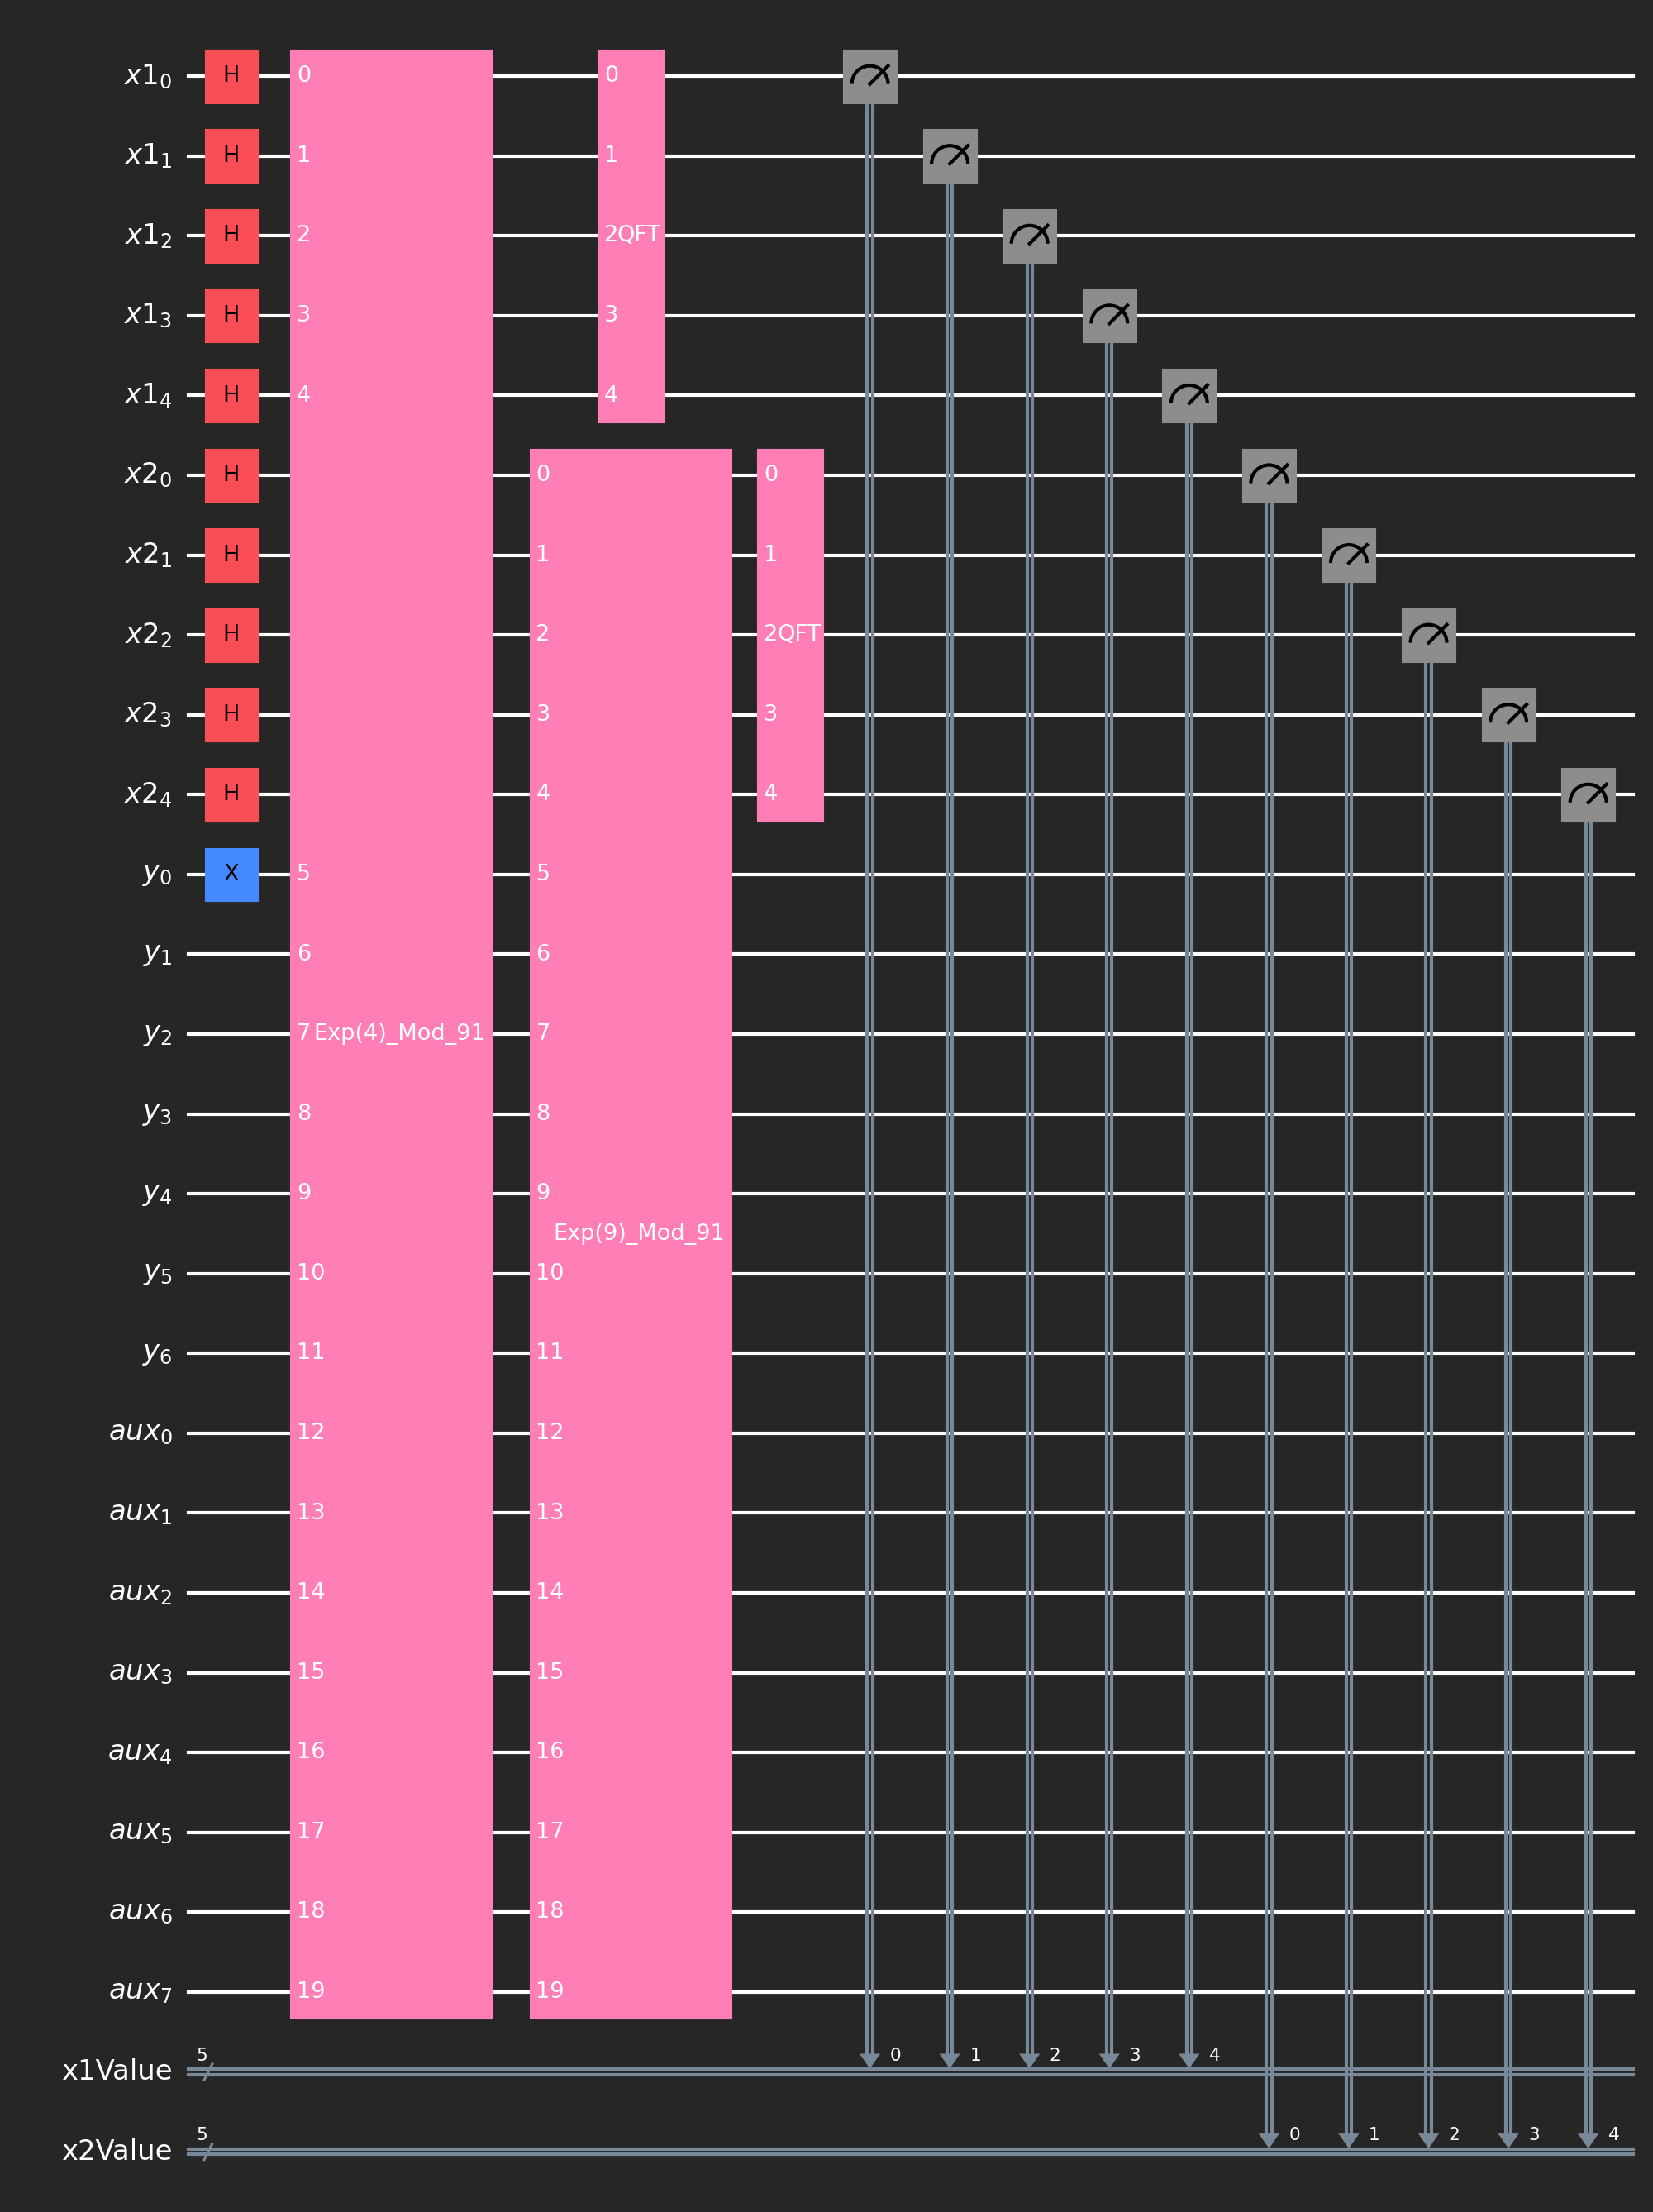 x1₀ H 0 0
x1₁ H 1 1
x1₂ H 2 2QFT
x1₃ H 3 3
x1₄ H 4 4
x2₀ H 0 0
x2₁ H 1 1
x2₂ H 2 2QFT
x2₃ H 3 3
x2₄ H 4 4
y₀ X 5 5
y₁ 6 6
y₂ 7 Exp(4)_Mod_91 7
y₃ 8 8
y₄ 9 9
Exp(9)_Mod_91
y₅ 10 10
y₆ 11 11
aux₀ 12 12
aux₁ 13 13
aux₂ 14 14
aux₃ 15 15
aux₄ 16 16
aux₅ 17 17
aux₆ 18 18
aux₇ 19 19
x1Value 5 0 1 2 3 4
x2Value 5 0 1 2 3 4